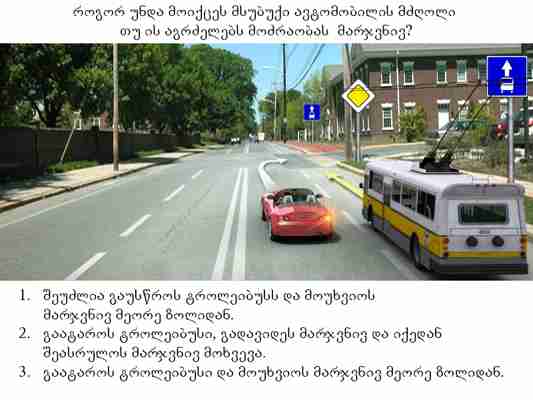 როგორ უნდა მოიქცეს მსუბუქი ავტომობილის მძღოლი
თუ ის აგრძელებს მოძრაობას მარჯვნივ?
1. შეუძლია გაუსწროს ტროლეიბუსს და მოუხვიოს
მარჯვნივ მეორე ზოლიდან.
2. გაატაროს ტროლეიბუსი, გადავიდეს მარჯვნივ და იქედან
შეასრულოს მარჯვნივ მოხვევა.
3. გაატაროს ტროლეიბუსი და მოუხვიოს მარჯვნივ მეორე ზოლიდან.